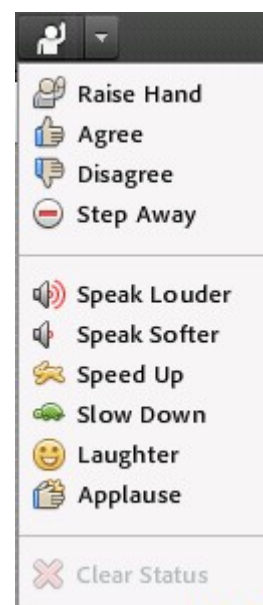 Raise Hand
Agree
Disagree
Step Away
Speak Louder
Speak Softer
Speed Up
Slow Down
Laughter
Applause
Clear Status